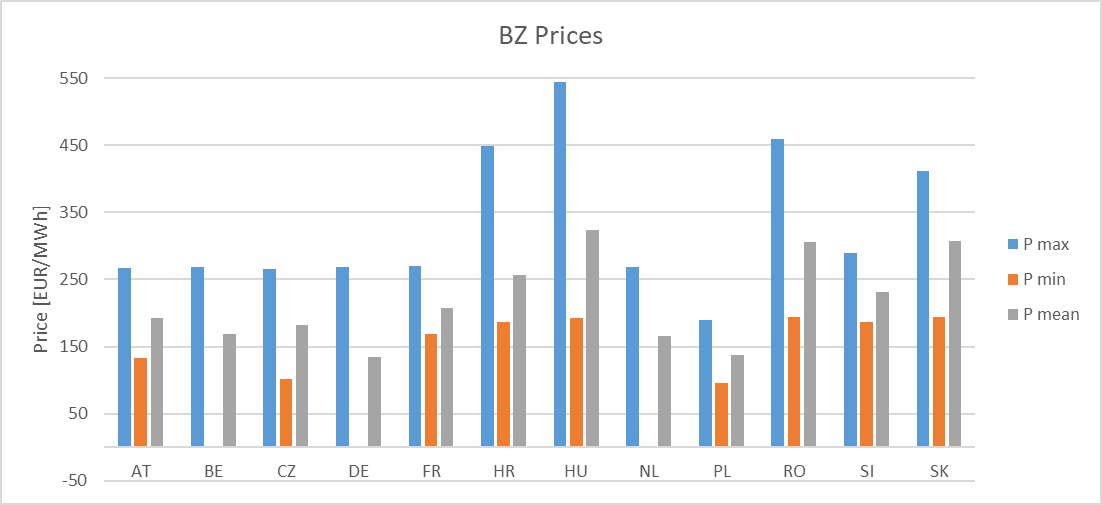 BZ Prices
550
450
350
250
150
50
-50
Price [EUR/MWh]
AT BE CZ DE FR HR HU NL PL RO SI SK
P max
P min
P mean